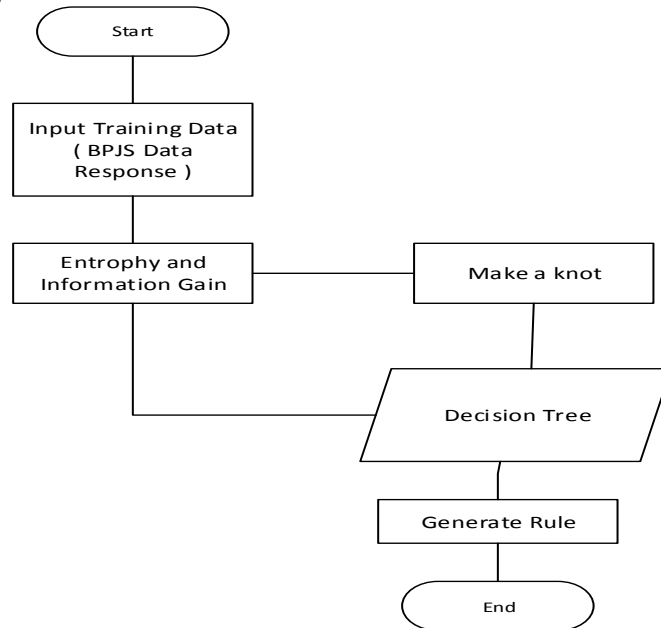 Start
Input Training Data
( BPJS Data
Response )
Entrophy and
Information Gain
Make a knot
Decision Tree
Generate Rule
End